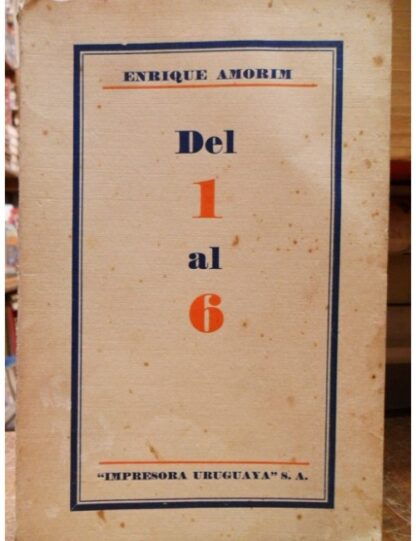 ENRIQUE AMORIM
Del
1
al
6
"IMPRESORA URUGUAYA" S. A.